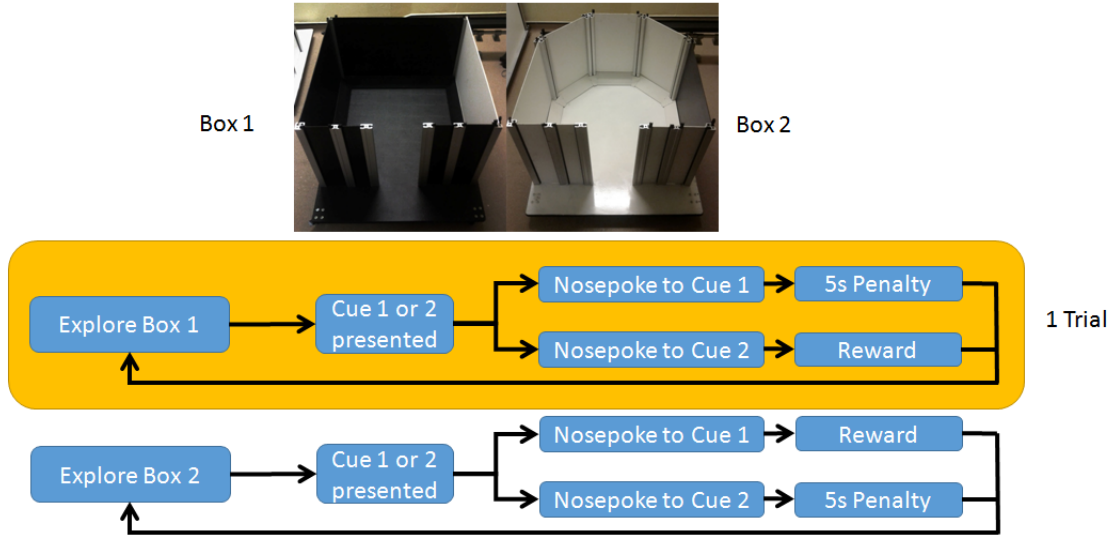 Box 1
Box 2
Explore Box 1
Cue 1 or 2
presented
Nosepoke to Cue 1
5s Penalty
Nosepoke to Cue 2
Reward
1 Trial
Explore Box 2
Cue 1 or 2
presented
Nosepoke to Cue 1
Reward
Nosepoke to Cue 2
5s Penalty